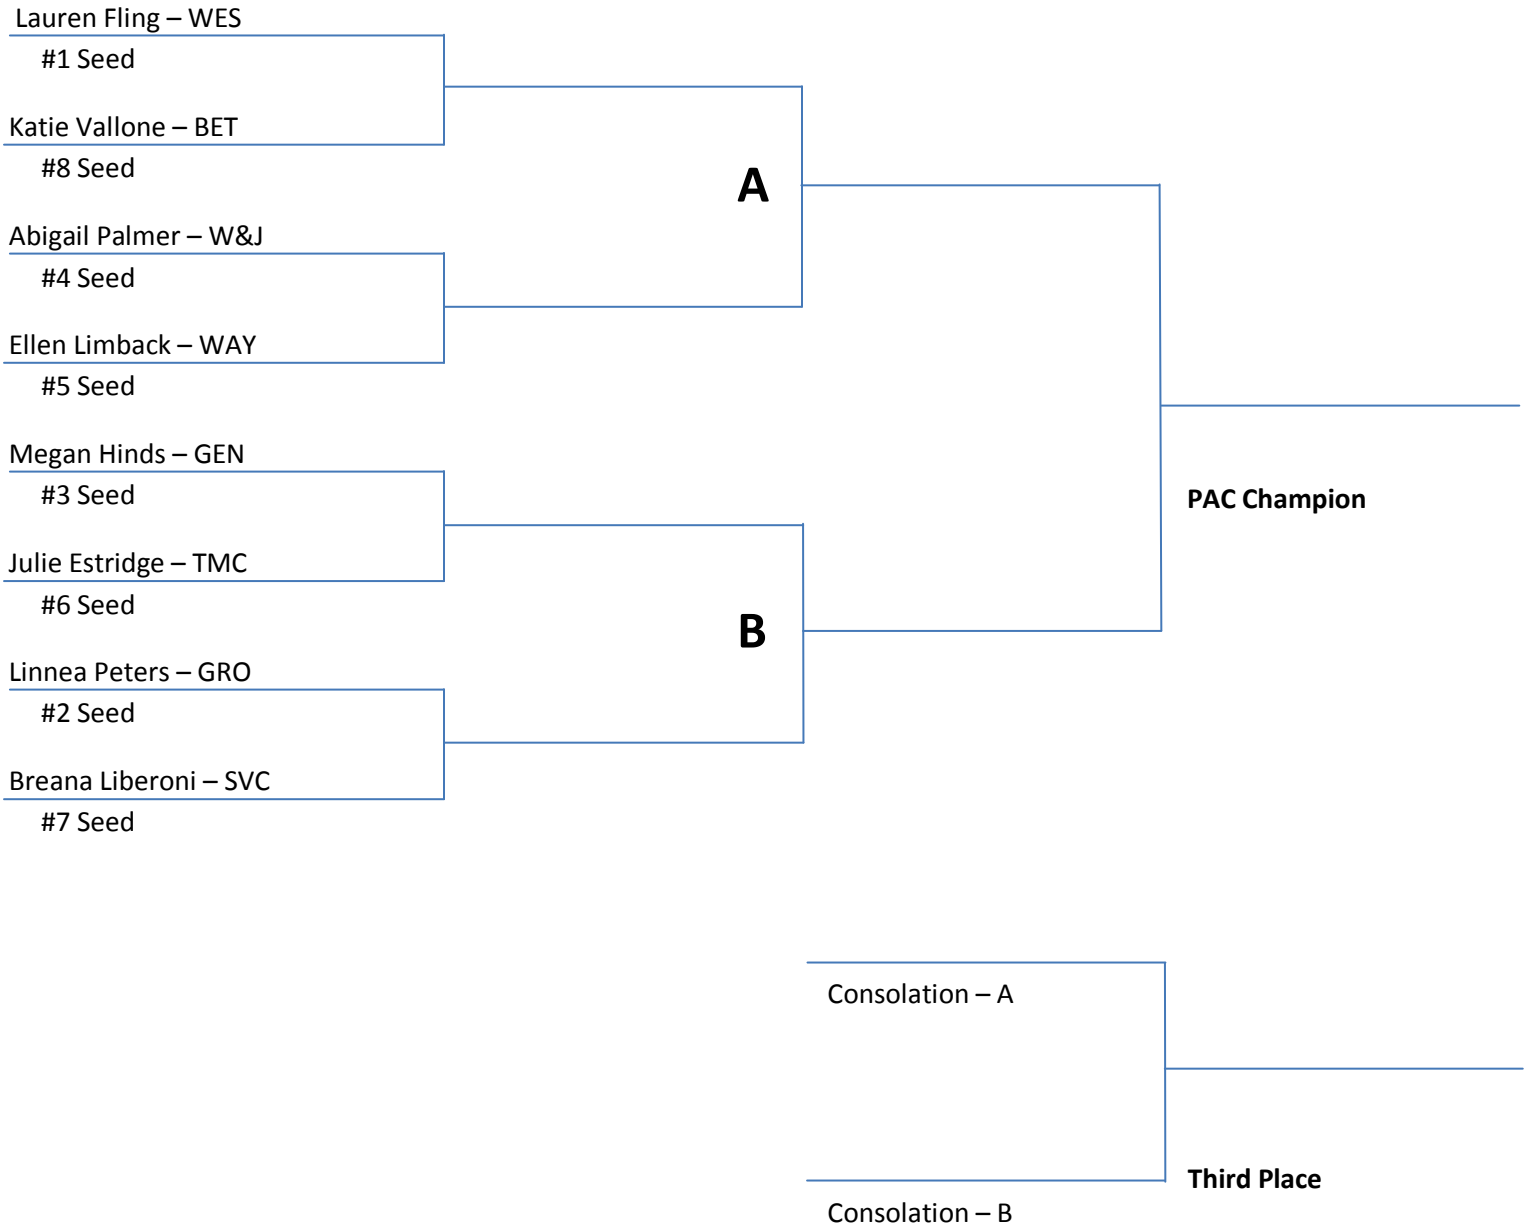 Lauren Fling – WES
#1 Seed
Katie Vallone – BET
#8 Seed
A
Abigail Palmer – W&J
#4 Seed
Ellen Limback – WAY
#5 Seed
Megan Hinds – GEN
#3 Seed
PAC Champion
Julie Estridge – TMC
#6 Seed
B
Linnea Peters – GRO
#2 Seed
Breana Liberoni – SVC
#7 Seed
Consolation – A
Third Place
Consolation – B